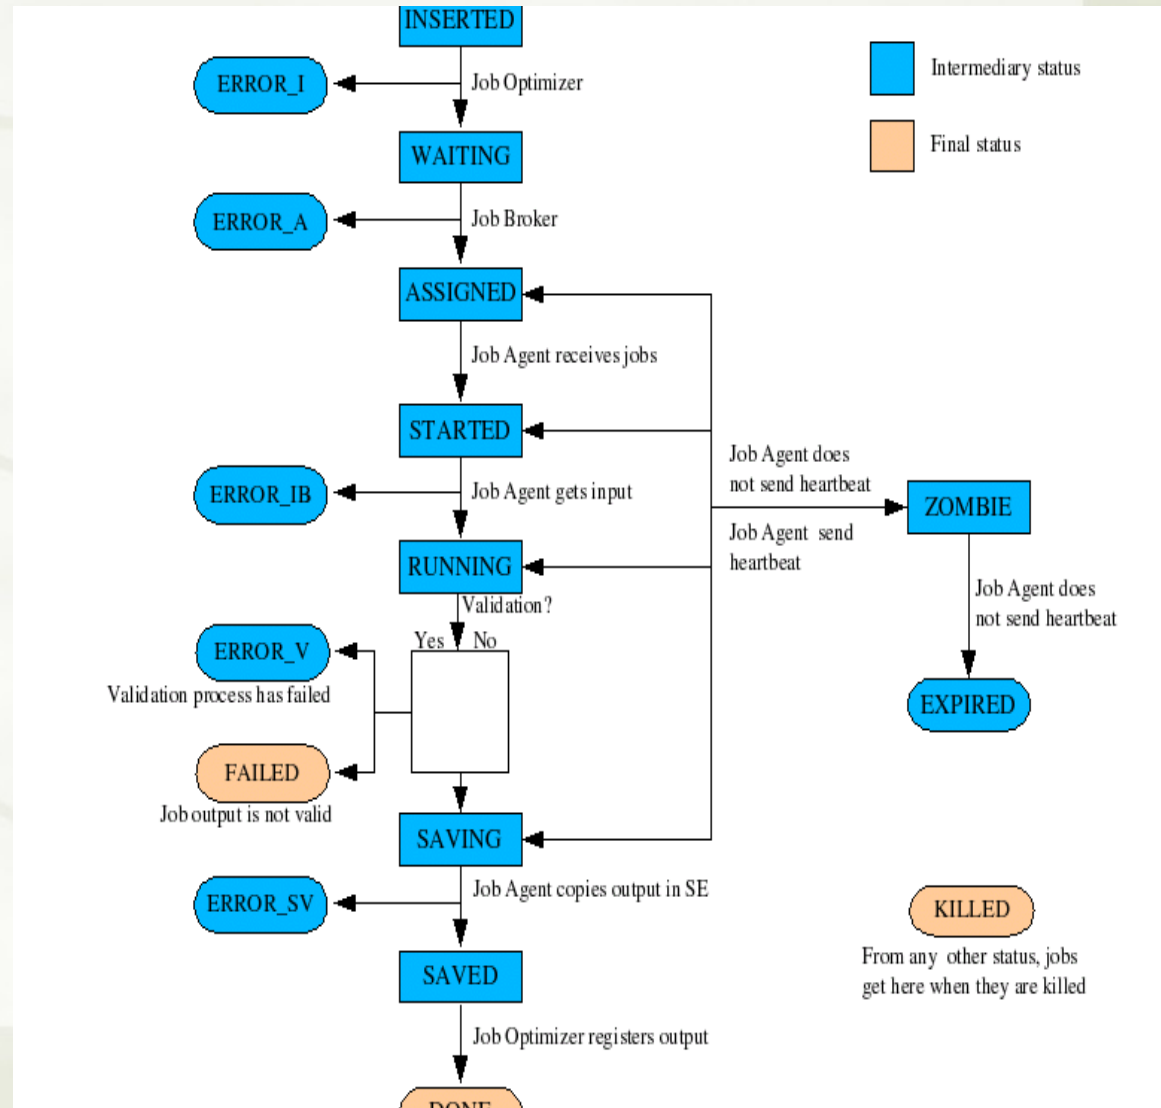 INSERTED
Intermediary status
ERROR_I
Job Optimizer
Final status
WAITING
ERROR_A
Job Broker
ASSIGNED
Job Agent receives jobs
STARTED
Job Agent does
not send heartbeat
ERROR_IB
Job Agent gets input
ZOMBIE
Job Agent send
heartbeat
RUNNING
Job Agent does
not send heartbeat
Validation?
Yes No
ERROR_V
Validation process has failed
EXPIRED
FAILED
Job output is not valid
SAVING
Job Agent copies output in SE
ERROR_SV
KILLED
From any other status, jobs
get here when they are killed
SAVED
Job Optimizer registers output
DONE